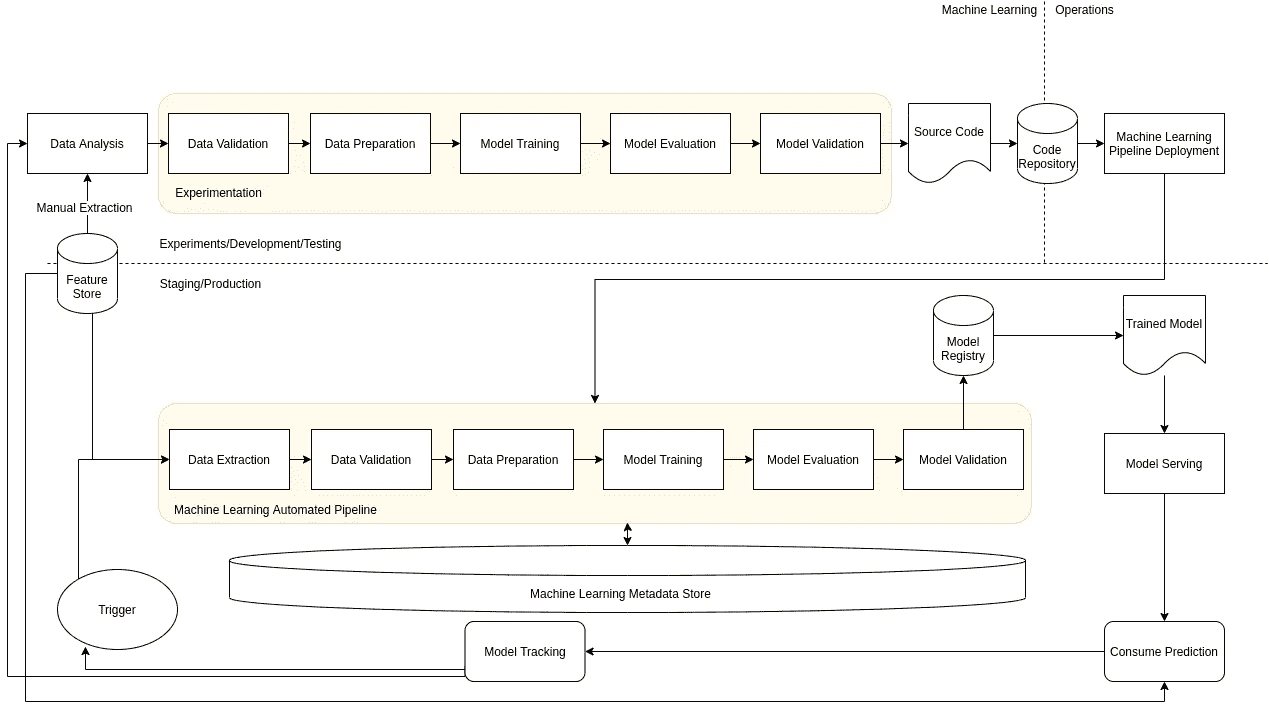 Machine Learning
Operations
Data Analysis
Data Validation
Data Preparation
Model Training
Model Evaluation
Model Validation
Source Code
Code
Repository
Machine Learning
Pipeline Deployment
Experimentation
Manual Extraction
Experiments/Development/Testing
Feature
Store
Staging/Production
Model
Registry
Trained Model
Data Extraction
Data Validation
Data Preparation
Model Training
Model Evaluation
Model Validation
Model Serving
Machine Learning Automated Pipeline
Machine Learning Metadata Store
Trigger
Model Tracking
Consume Prediction